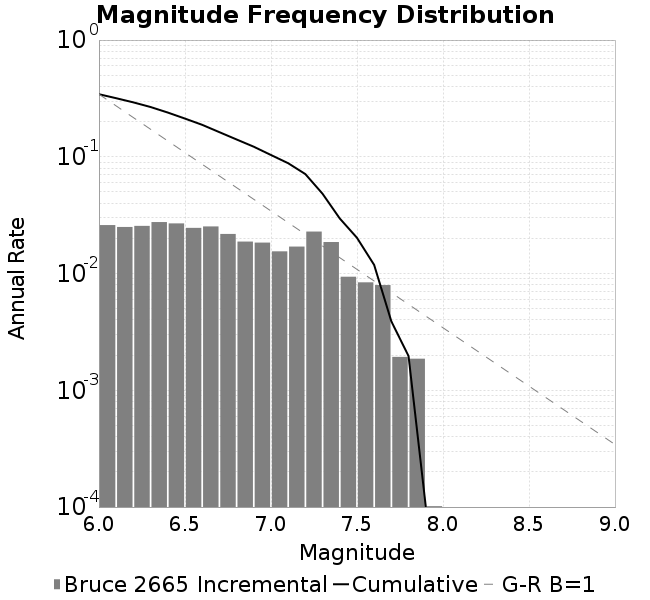 Magnitude Frequency Distribution
10^0
10^-1
10^-2
10^-3
10^-4
Annual Rate
6.0 6.5 7.0 7.5 8.0 8.5 9.0
Magnitude
Bruce 2665 Incremental Cumulative G-R B=1